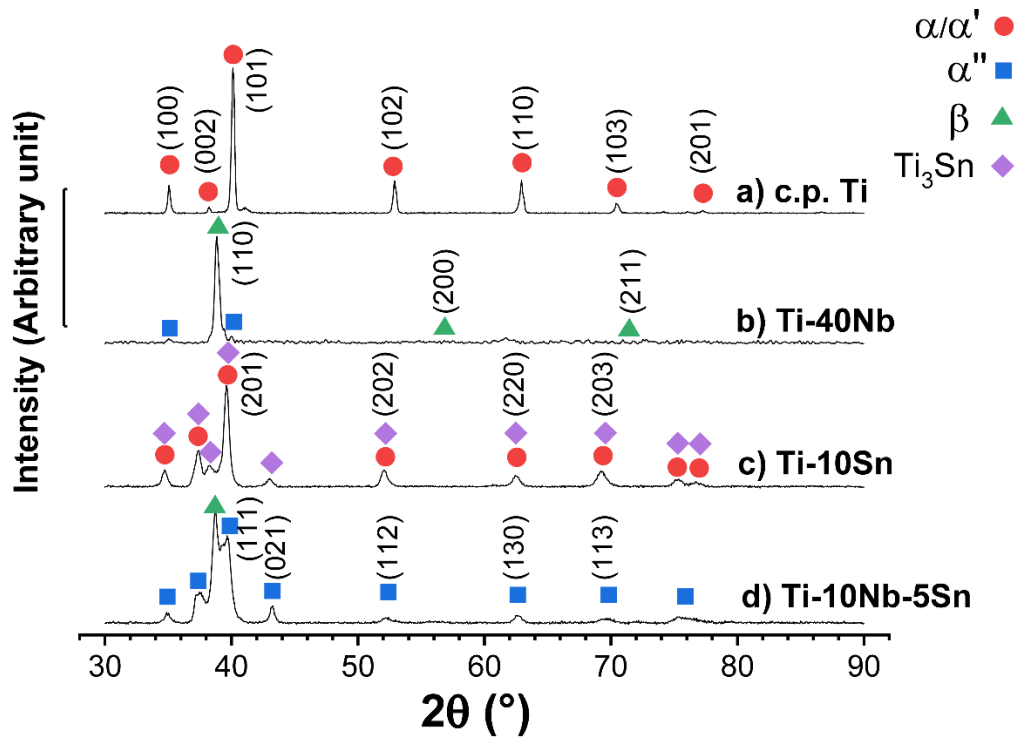 α/α'
α''
β
Ti₃Sn
Intensity (Arbitrary unit)
(100)
(002)
(101)
(102)
(110)
(103)
(201)
a) c.p. Ti
(110)
(200)
(211)
b) Ti-40Nb
(201)
(202)
(220)
(203)
c) Ti-10Sn
(111)
(021)
(112)
(130)
(113)
d) Ti-10Nb-5Sn
30 40 50 60 70 80 90
2θ (°)